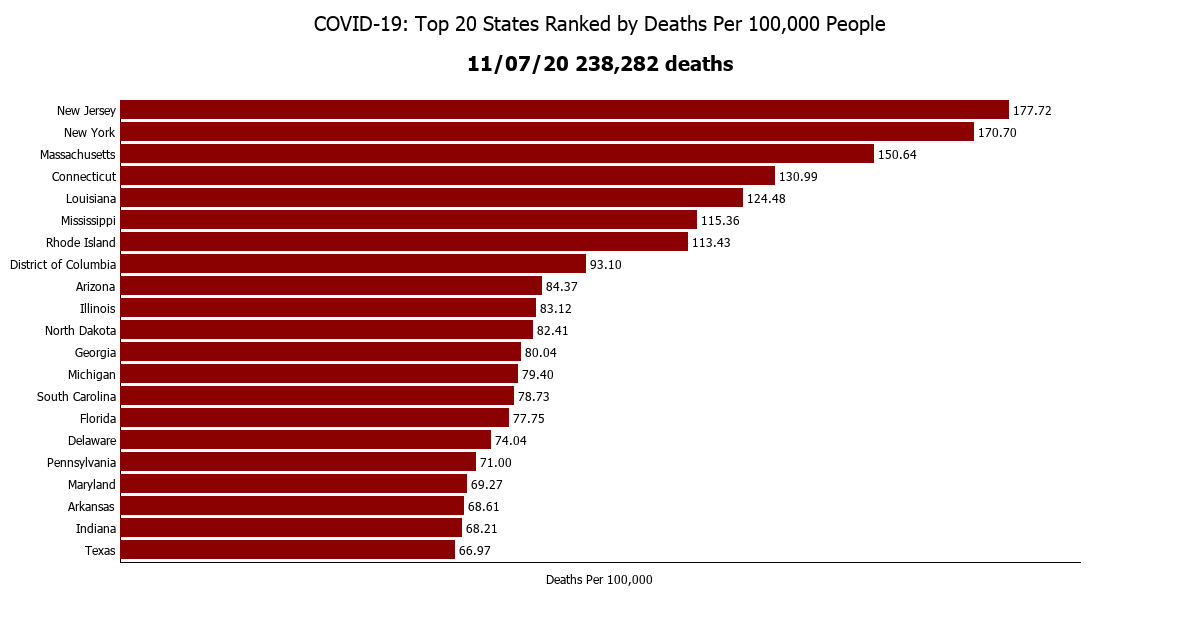 COVID-19: Top 20 States Ranked by Deaths Per 100,000 People
11/07/20 238,282 deaths
New Jersey 177.72
New York 170.70
Massachusetts 150.64
Connecticut 130.99
Louisiana 124.48
Mississippi 115.36
Rhode Island 113.43
District of Columbia 93.10
Arizona 84.37
Illinois 83.12
North Dakota 82.41
Georgia 80.04
Michigan 79.40
South Carolina 78.73
Florida 77.75
Delaware 74.04
Pennsylvania 71.00
Maryland 69.27
Arkansas 68.61
Indiana 68.21
Texas 66.97
Deaths Per 100,000